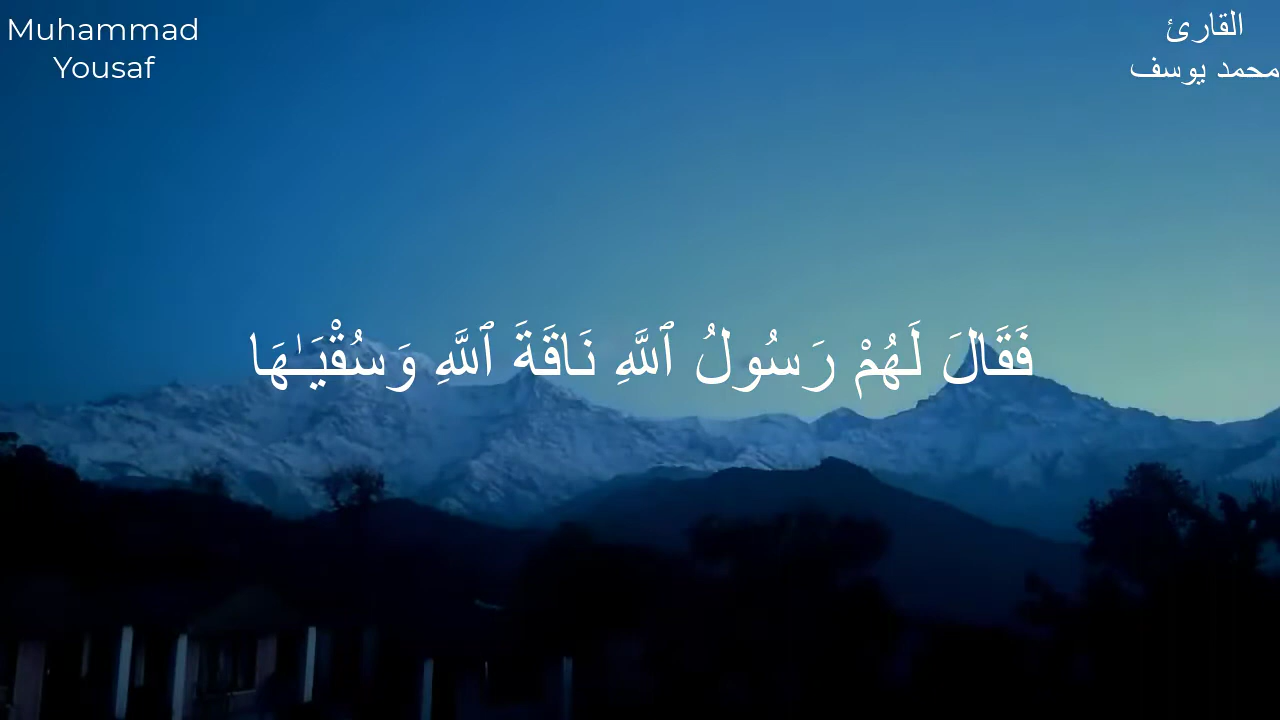 Muhammad
Yousaf
القارئ
محمد يوسف
فَقَالَ لَهُمْ رَسُولُ ٱللَّهِ نَاقَةَ ٱللَّهِ وَسُقْيَـٰهَا